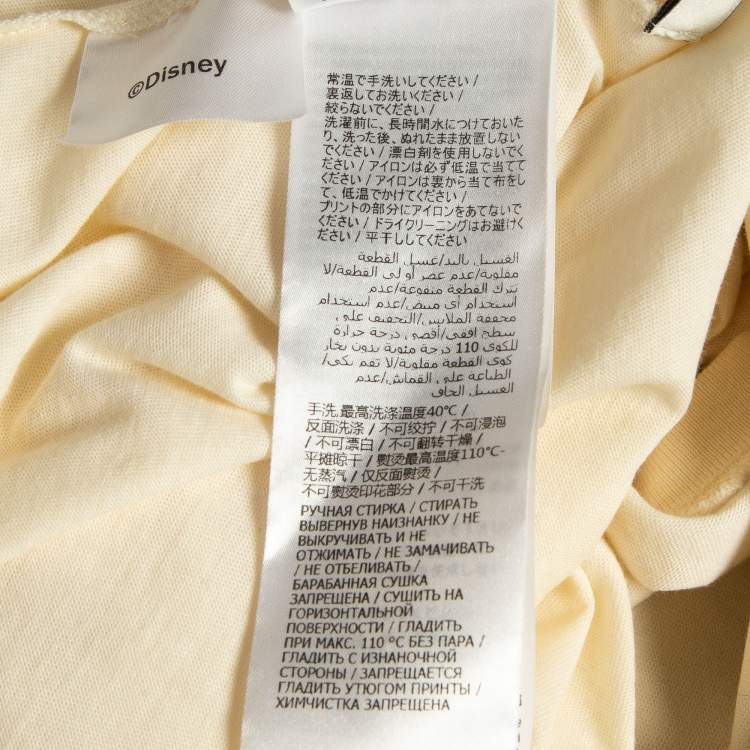 ©Disney
常温で手洗いしてください /
裏返してお洗いください /
絞らないでください /
洗濯前に、長時間水につけておいた
り、洗った後、ぬれたまま放置しない
でください / 漂白剤を使用しないでく
ださい / アイロンは必ず低温で当てて
ください / アイロンは裏から当て布をし
て、低温でかけてください /
プリントの部分にアイロンをあてないで
ください / ドライクリーニングはお避けく
ださい / 平干ししてください
الغسيل باليد/غسل القطعة
مقلوبة/عدم عصر أو لي القطعة/لا
تترك القطعة منقوعة/عدم
استخدام أي مبيض/عدم استخدام
مجففة الملابس/التجفيف على
سطح افقي/أقصى درجة حرارة
للكوي 110 درجة مئوية بدون بخار
كوي القطعة مقلوبة/لا تقم بكي/
الطباعة على القماش/عدم
الغسيل الجاف
手洗,最高洗涤温度40℃ /
反面洗涤 / 不可绞拧 / 不可浸泡
/ 不可漂白 / 不可翻转干燥 /
平摊晾干 / 熨烫最高温度110℃-
无蒸汽 / 仅反面熨烫 /
不可熨烫印花部分 / 不可干洗
РУЧНАЯ СТИРКА / СТИРАТЬ
ВЫВЕРНУВ НАИЗНАНКУ / НЕ
ВЫКРУЧИВАТЬ И НЕ
ОТЖИМАТЬ / НЕ ЗАМАЧИВАТЬ
/ НЕ ОТБЕЛИВАТЬ /
БАРАБАННАЯ СУШКА
ЗАПРЕЩЕНА / СУШИТЬ НА
ГОРИЗОНТАЛЬНОЙ
ПОВЕРХНОСТИ / ГЛАДИТЬ
ПРИ МАКС. 110 °С БЕЗ ПАРА /
ГЛАДИТЬ С ИЗНАНОЧНОЙ
СТОРОНЫ / ЗАПРЕЩАЕТСЯ
ГЛАДИТЬ УТЮГОМ ПРИНТЫ /
ХИМЧИСТКА ЗАПРЕЩЕНА